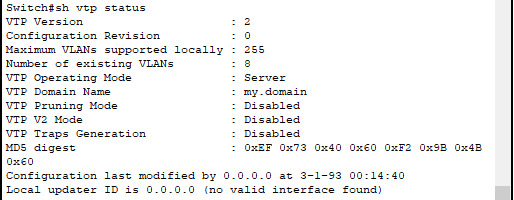 Switch#sh vtp status
VTP Version                     : 2
Configuration Revision          : 0
Maximum VLANs supported locally : 255
Number of existing VLANs        : 8
VTP Operating Mode              : Server
VTP Domain Name                 : my.domain
VTP Pruning Mode                : Disabled
VTP V2 Mode                     : Disabled
VTP Traps Generation            : Disabled
MD5 digest                      : 0xEF 0x73 0x40 0x60 0xF2 0x9B 0x4B
0x60
Configuration last modified by 0.0.0.0 at 3-1-93 00:14:40
Local updater ID is 0.0.0.0 (no valid interface found)